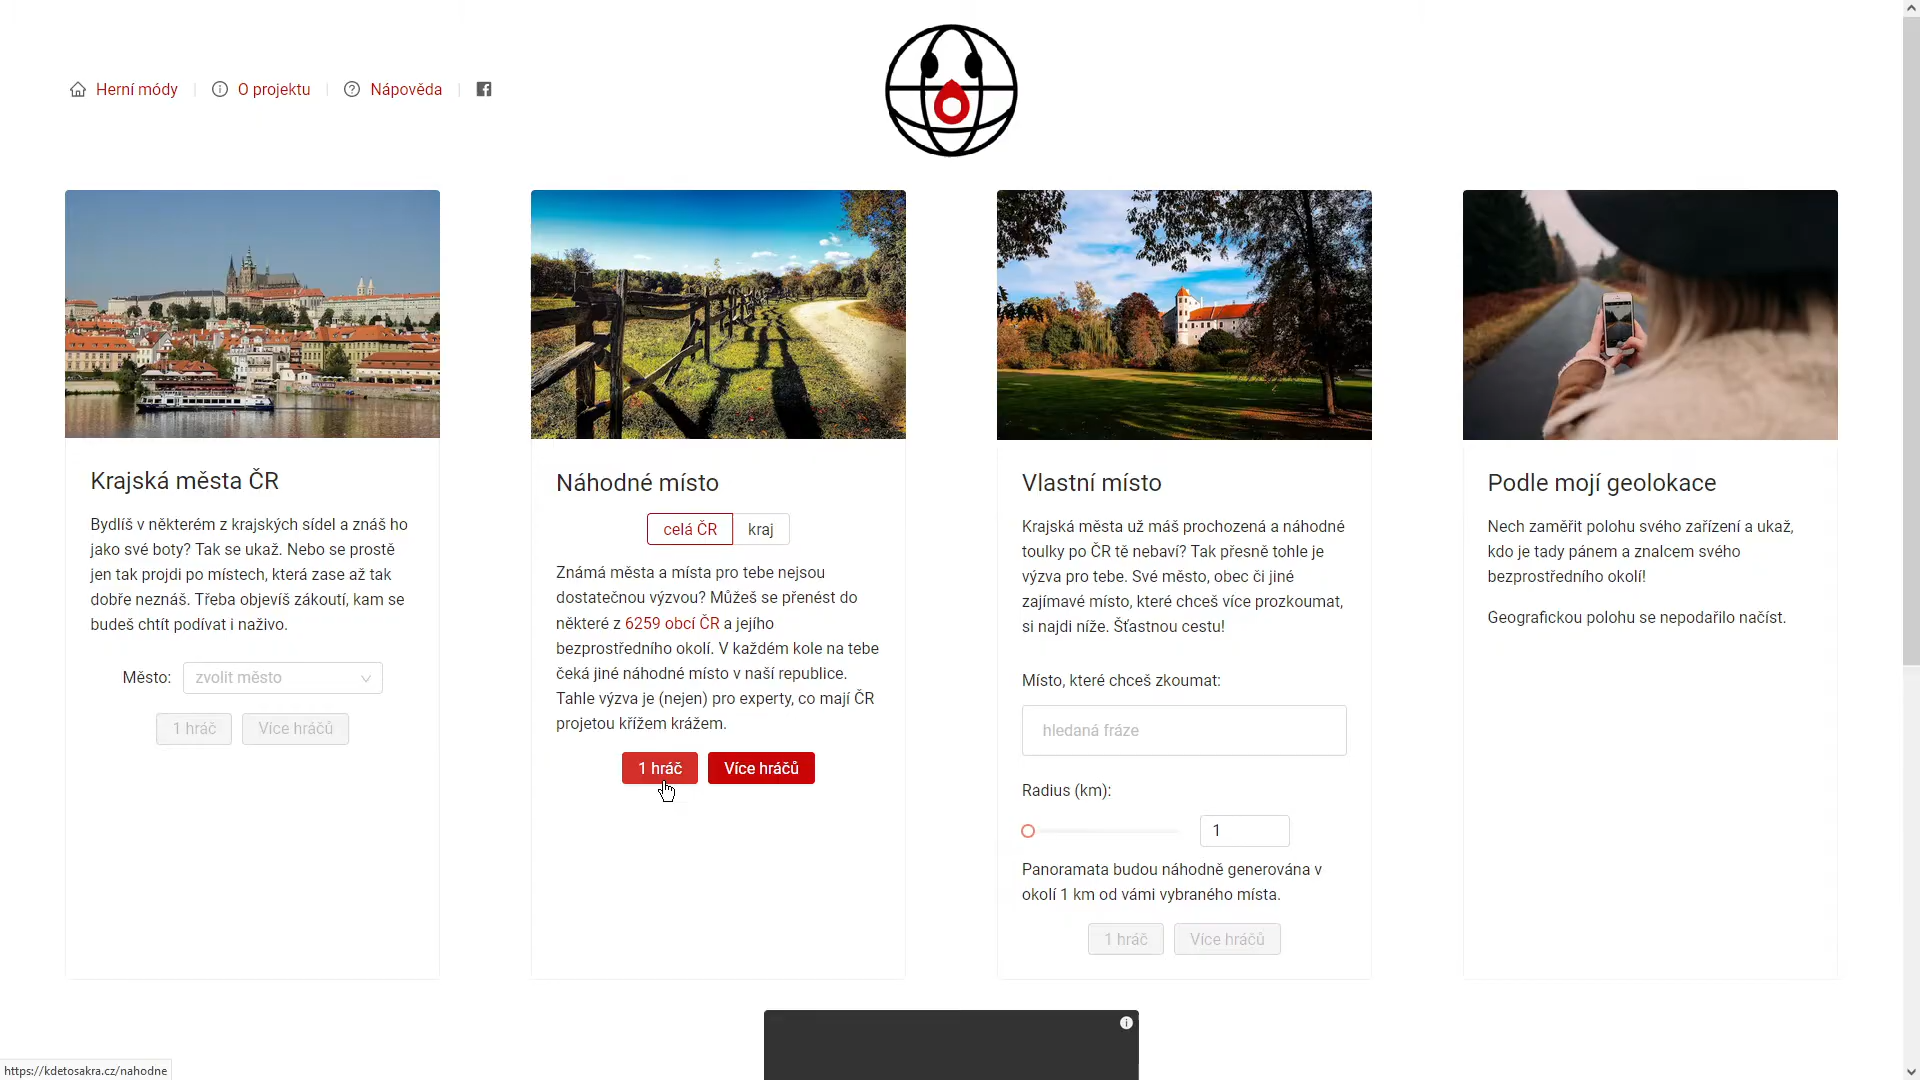 Herní módy
O projektu
Nápověda
Krajská města ČR
Bydlíš v některém z krajských sídel a znáš ho
jako své boty? Tak se ukaž. Nebo se prostě
jen tak projdi po místech, která zase až tak
dobře neznáš. Třeba objevíš zákoutí, kam se
budeš chtít podívat i naživo.
Město: zvolit město
1 hráč Více hráčů
Náhodné místo
celá ČR kraj
Známá města a místa pro tebe nejsou
dostatečnou výzvou? Můžeš se přenést do
některé z 6259 obcí ČR a jejího
bezprostředního okolí. V každém kole na tebe
čeká jiné náhodné místo v naší republice.
Tahle výzva je (nejen) pro experty, co mají ČR
projetou křížem krážem.
1 hráč Více hráčů
Vlastní místo
Krajská města už máš prochozená a náhodné
toulky po ČR tě nebaví? Tak přesně tohle je
výzva pro tebe. Své město, obec či jiné
zajímavé místo, které chceš více prozkoumat,
si najdi níže. Šťastnou cestu!
Místo, které chceš zkoumat:
hledaná fráze
Radius (km):
1
Panoramata budou náhodně generována v
okolí 1 km od vámi vybraného místa.
1 hráč Více hráčů
Podle mojí geolokace
Nech zaměřit polohu svého zařízení a ukaž,
kdo je tady pánem a znalcem svého
bezprostředního okolí!
Geografickou polohu se nepodařilo načíst.
https://kdetosakra.cz/nahodne